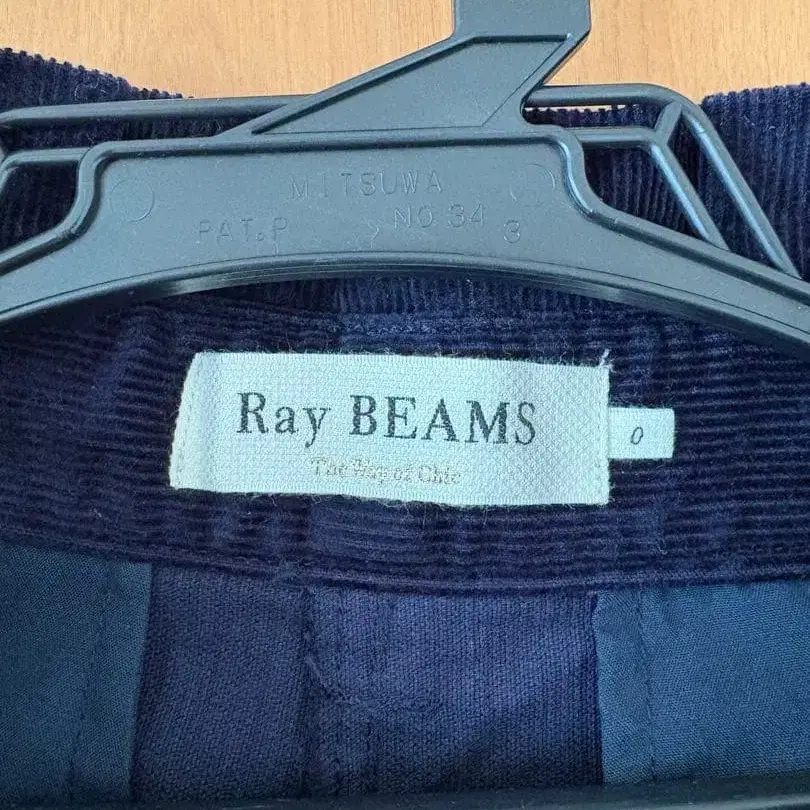 MITSUWA
PAT.P NO 34 3
Ray BEAMS
The Way of Chic
0